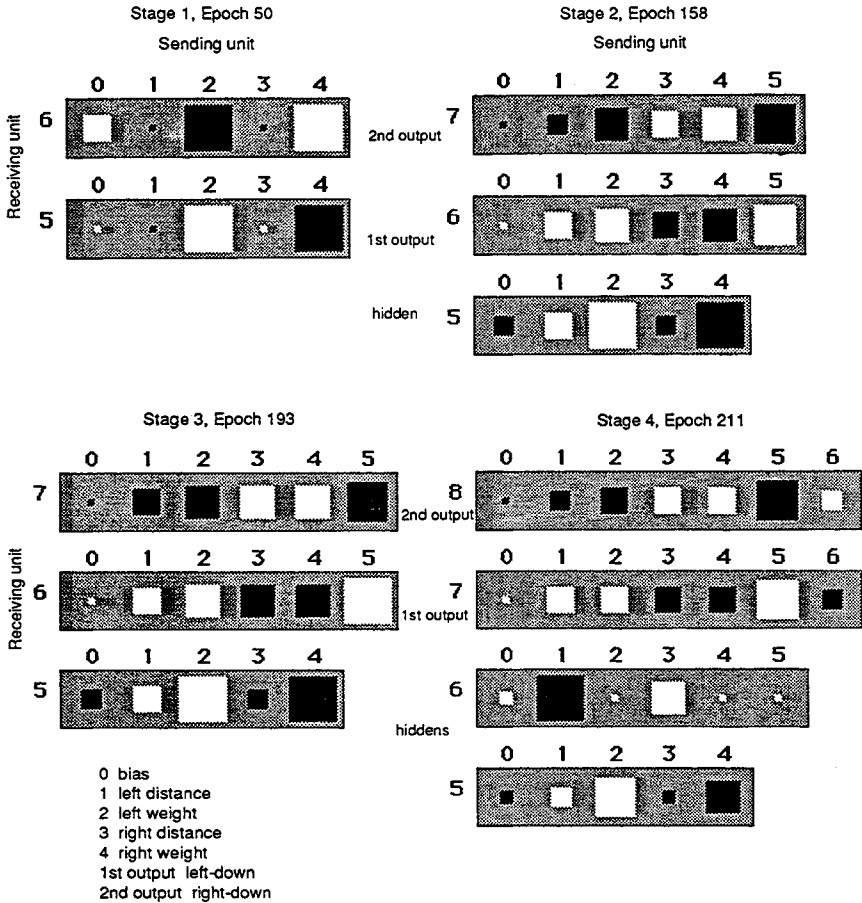 Stage 1, Epoch 50
Sending unit
0 1 2 3 4
6
0 1 2 3 4
5
Receiving unit
Stage 2, Epoch 158
Sending unit
0 1 2 3 4 5
2nd output 7
0 1 2 3 4 5
1st output 6
0 1 2 3 4
hidden 5
Stage 3, Epoch 193
0 1 2 3 4 5
7
0 1 2 3 4 5
6
Receiving unit
0 1 2 3 4
5
Stage 4, Epoch 211
0 1 2 3 4 5 6
8
2nd output
0 1 2 3 4 5 6
7
1st output
0 1 2 3 4 5
6
hiddens
0 1 2 3 4
5
0 bias
1 left distance
2 left weight
3 right distance
4 right weight
1st output left-down
2nd output right-down